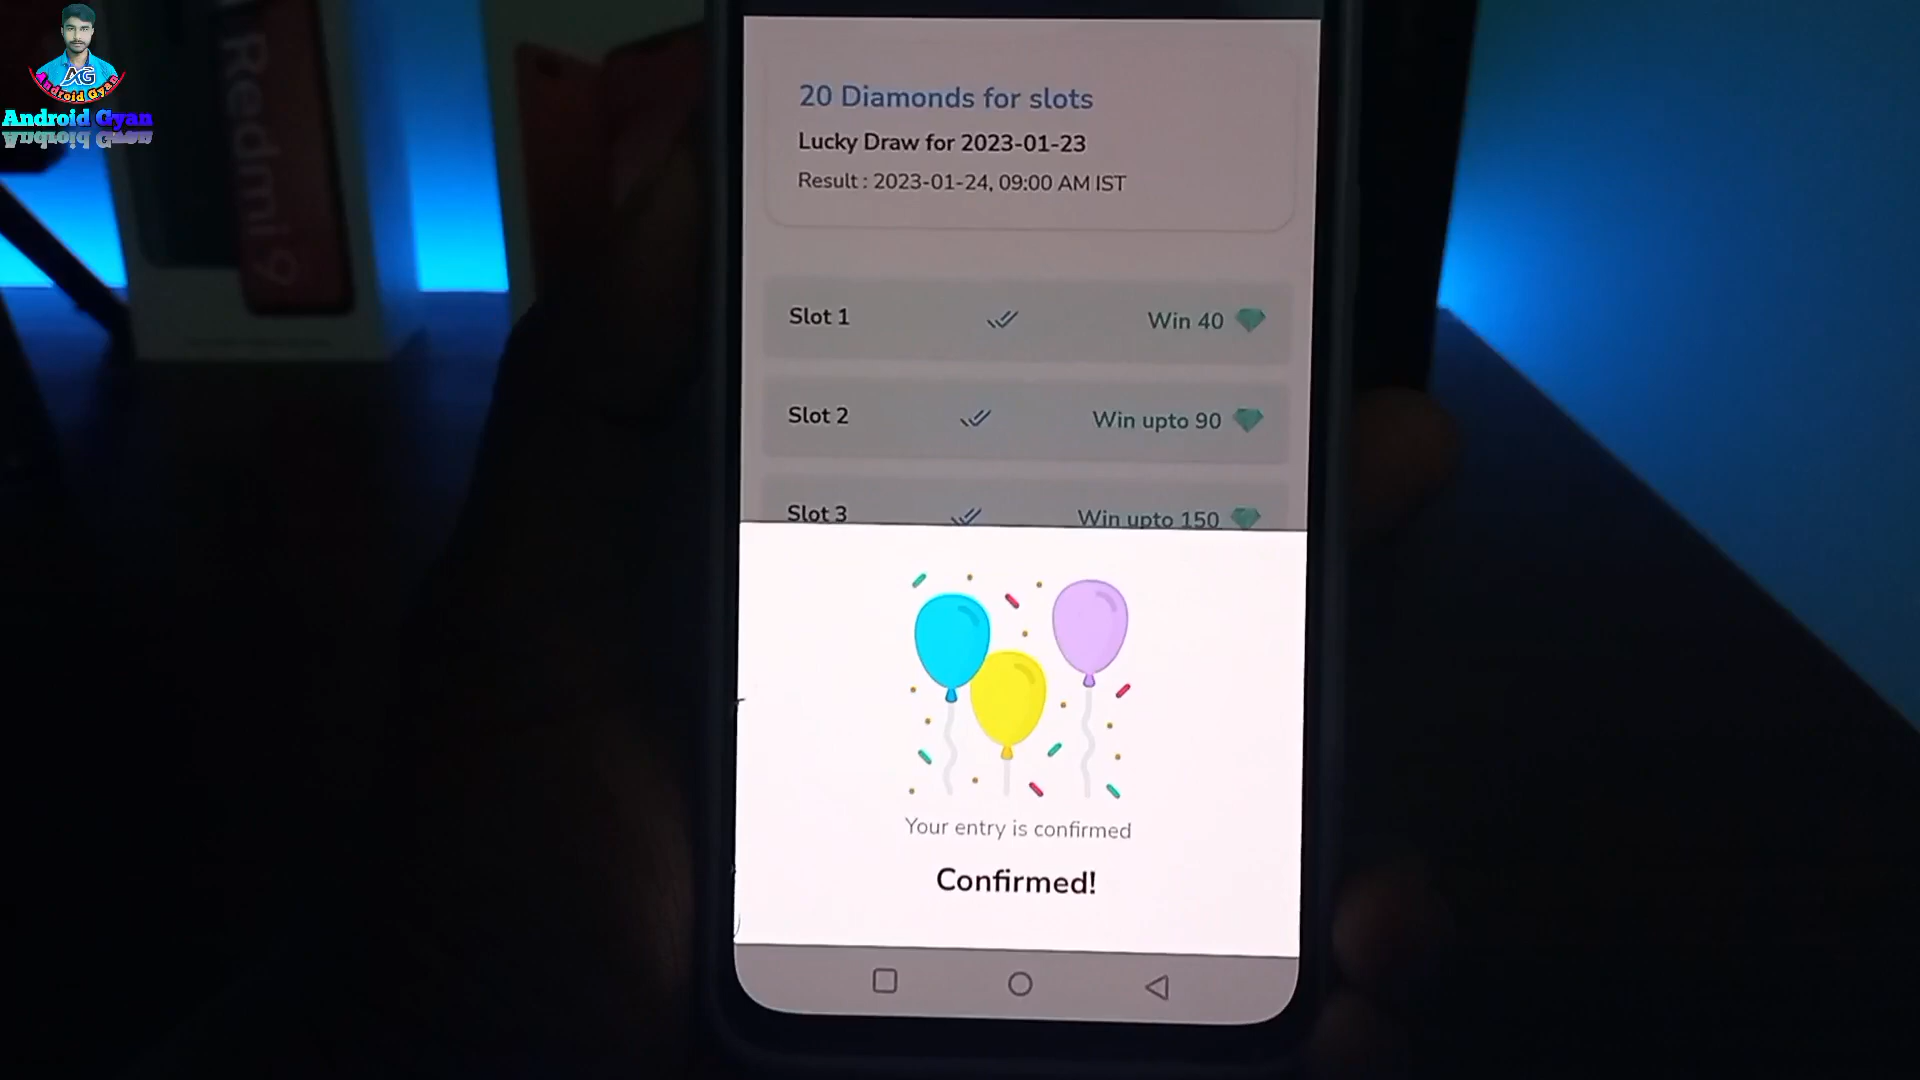 AG
Android Gyan
Android Gyan
Redmi 9
20 Diamonds for slots
Lucky Draw for 2023-01-23
Result : 2023-01-24, 09:00 AM IST
Slot 1 Win 40
Slot 2 Win upto 90
Slot 3 Win upto 150
Your entry is confirmed
Confirmed!